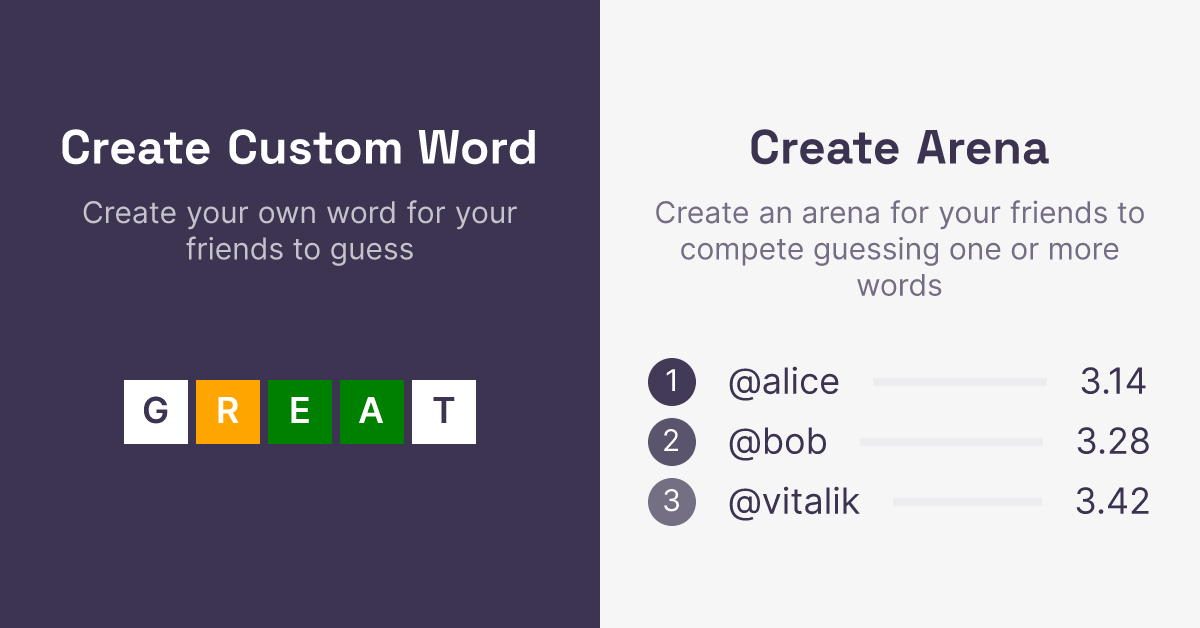 Create Custom Word
Create your own word for your
friends to guess
G R E A T
Create Arena
Create an arena for your friends to
compete guessing one or more
words
1 @alice 3.14
2 @bob 3.28
3 @vitalik 3.42